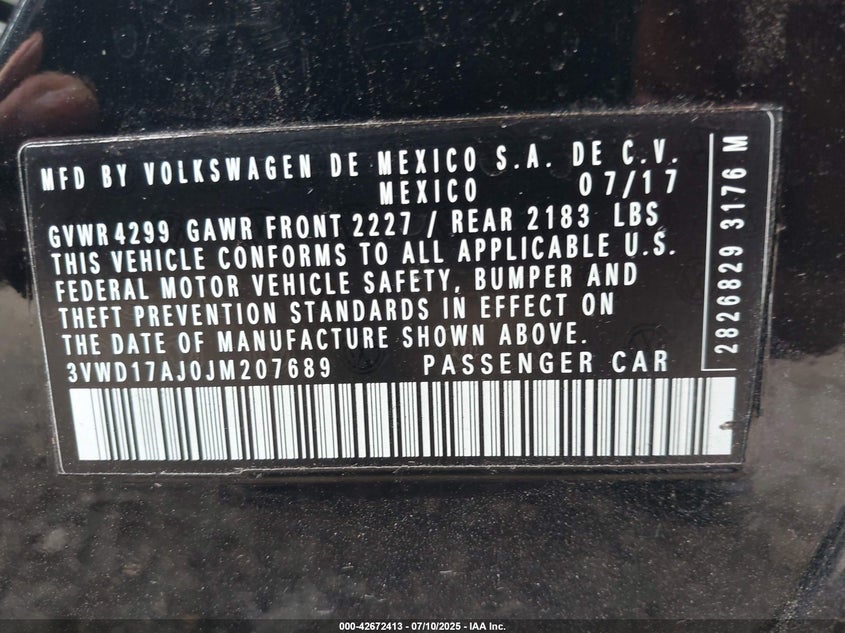 MFD BY VOLKSWAGEN DE MEXICO S.A. DE C.V.
MEXICO 07/17
GVWR 4299 GAWR FRONT 2227 / REAR 2183 LBS
THIS VEHICLE CONFORMS TO ALL APPLICABLE U.S.
FEDERAL MOTOR VEHICLE SAFETY, BUMPER AND
THEFT PREVENTION STANDARDS IN EFFECT ON
THE DATE OF MANUFACTURE SHOWN ABOVE.
3VWD17AJ0JM207689 PASSENGER CAR
2826829 3176 M
000-42672413 - 07/10/2025 - IAA Inc.